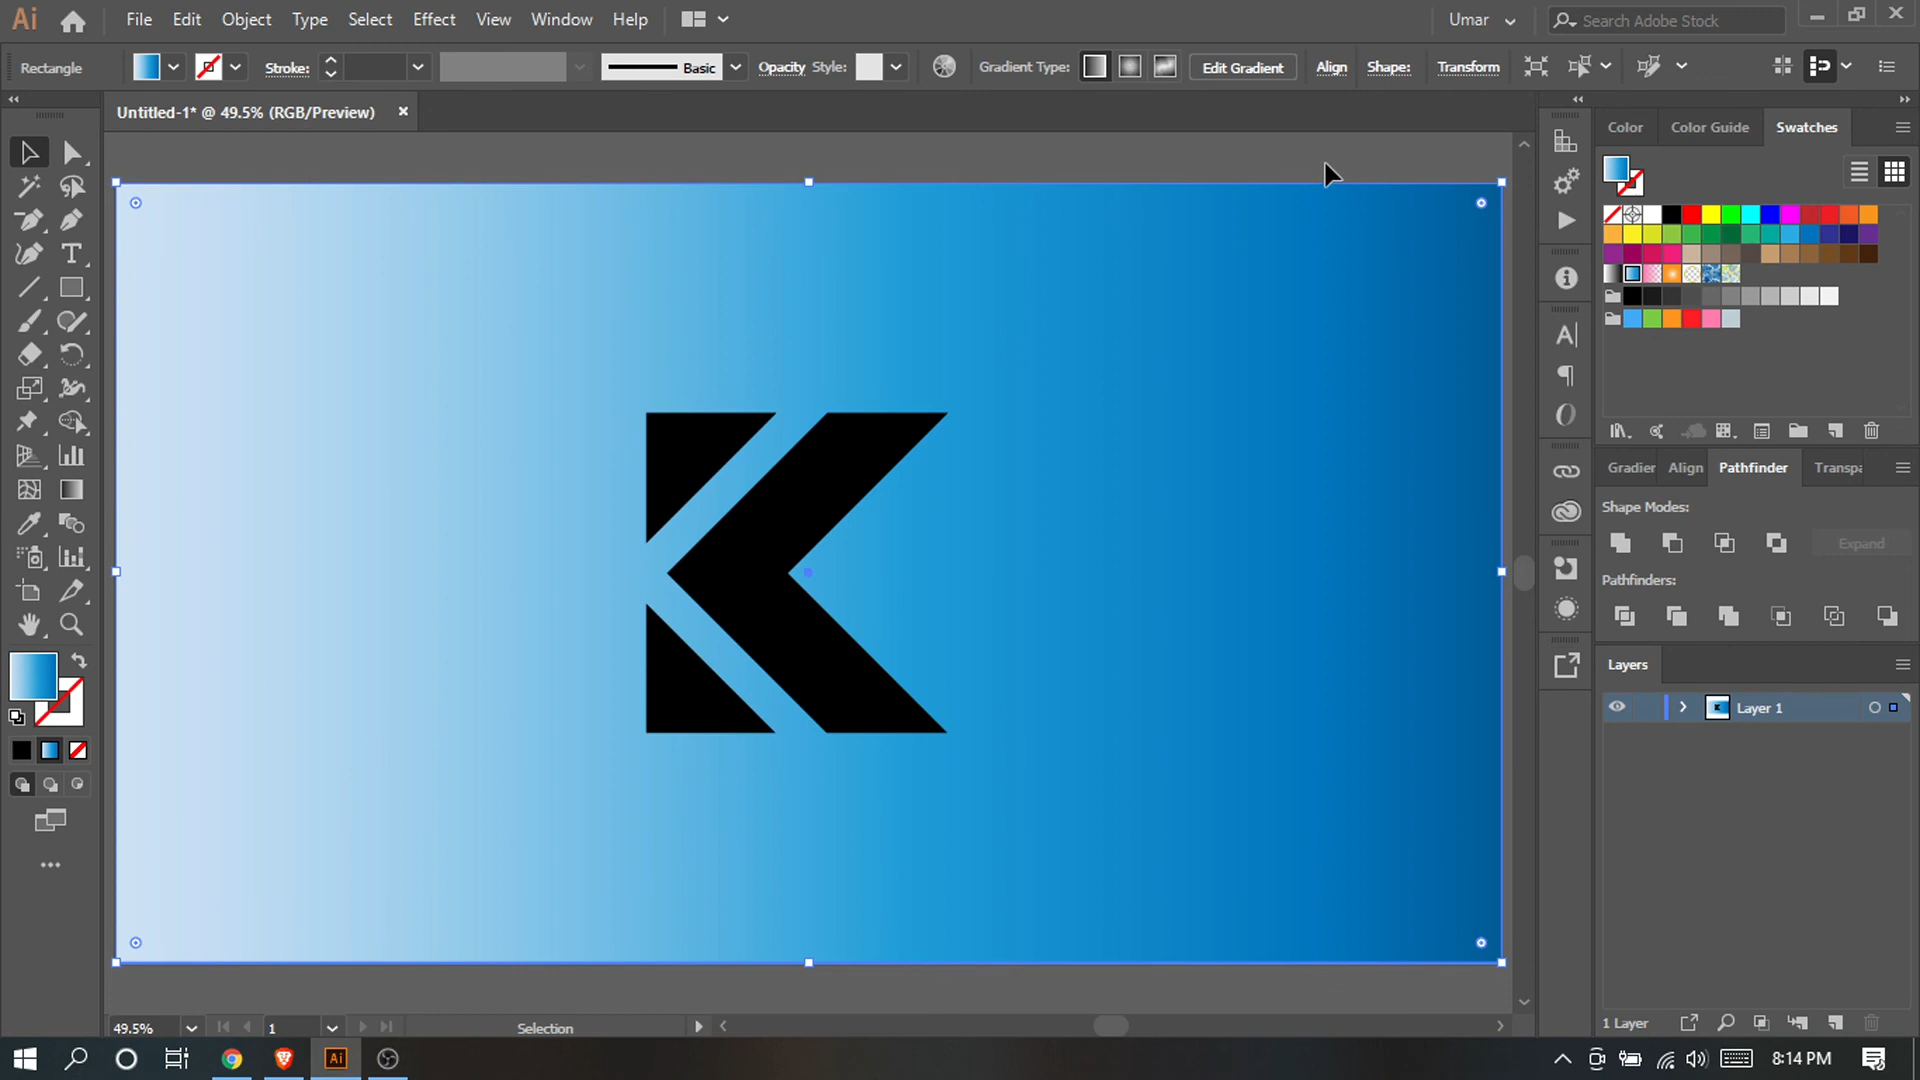 Ai File Edit Object Type Select Effect View Window Help Umar Search Adobe Stock
Rectangle Stroke: Basic Opacity Style: Gradient Type: Edit Gradient Align Shape: Transform
Untitled-1* @ 49.5% (RGB/Preview)
Color Color Guide Swatches
Gradier Align Pathfinder Transpa
Shape Modes:
Expand
Pathfinders:
Layers
Layer 1
K
49.5% 1 Selection
1 Layer
Ai 8:14 PM